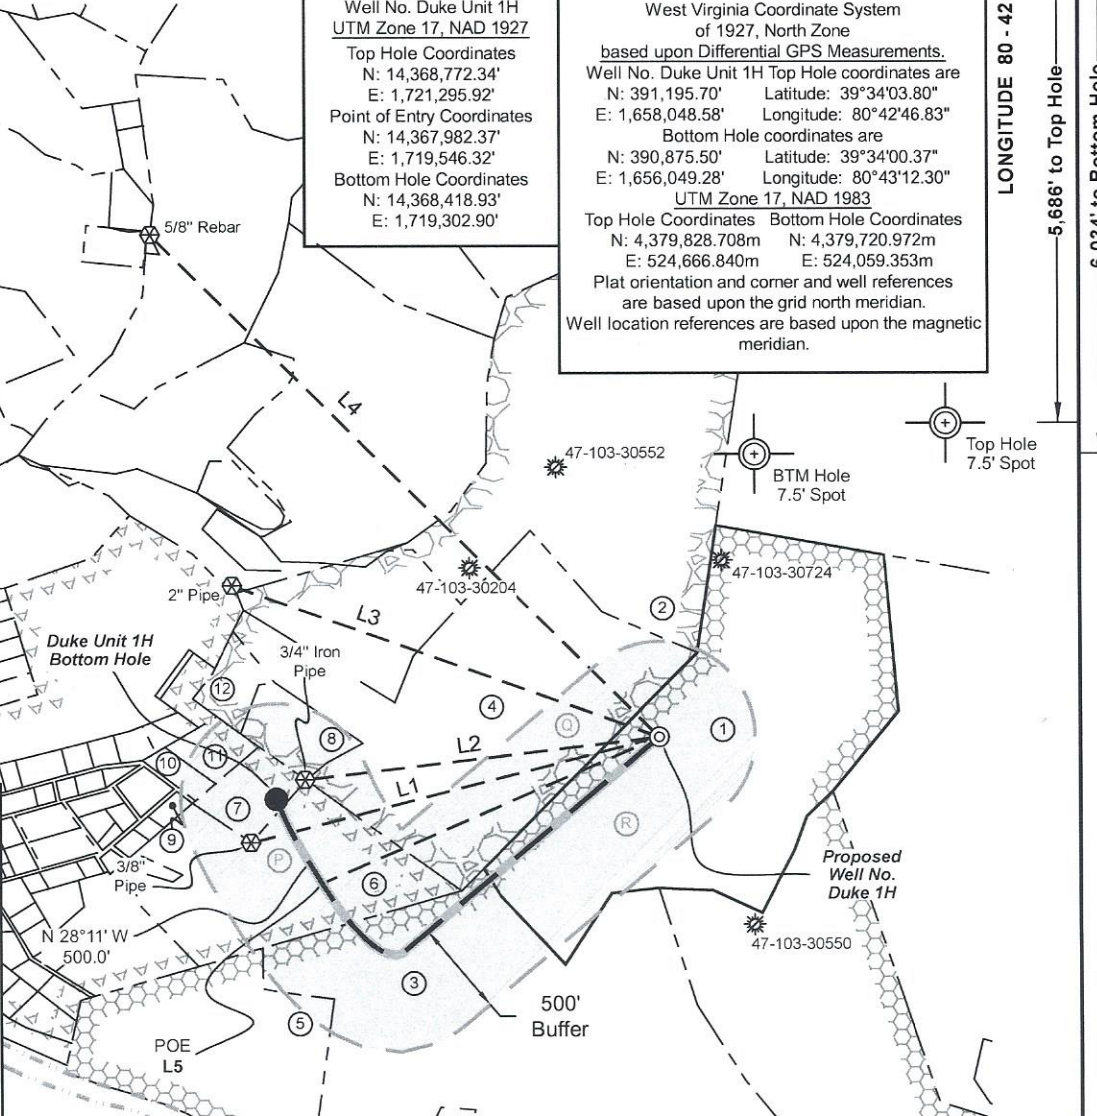 Well No. Duke Unit 1H
UTM Zone 17, NAD 1927
Top Hole Coordinates
N: 14,368,772.34'
E: 1,721,295.92'
Point of Entry Coordinates
N: 14,367,982.37'
E: 1,719,546.32'
Bottom Hole Coordinates
N: 14,368,418.93'
E: 1,719,302.90'
West Virginia Coordinate System
of 1927, North Zone
based upon Differential GPS Measurements.
Well No. Duke Unit 1H Top Hole coordinates are
N: 391,195.70' Latitude: 39°34'03.80"
E: 1,658,048.58' Longitude: 80°42'46.83"
Bottom Hole coordinates are
N: 390,875.50' Latitude: 39°34'00.37"
E: 1,656,049.28' Longitude: 80°43'12.30"
UTM Zone 17, NAD 1983
Top Hole Coordinates Bottom Hole Coordinates
N: 4,379,828.708m N: 4,379,720.972m
E: 524,666.840m E: 524,059.353m
Plat orientation and corner and well references
are based upon the grid north meridian.
Well location references are based upon the magnetic
meridian.
LONGITUDE 80 - 42
5,686' to Top Hole
to Bottom Hole
5/8" Rebar
L4
47-103-30552
BTM Hole
7.5' Spot
Top Hole
7.5' Spot
47-103-30204
47-103-30724
2" Pipe
L3
2
Duke Unit 1H
Bottom Hole
3/4" Iron
Pipe
12
4
Q
1
8
L2
10
11
L1
7
9
P
R
6
3/8"
Pipe
Proposed
Well No.
Duke 1H
N 28°11' W
500.0'
47-103-30550
3
500'
Buffer
5
POE
L5